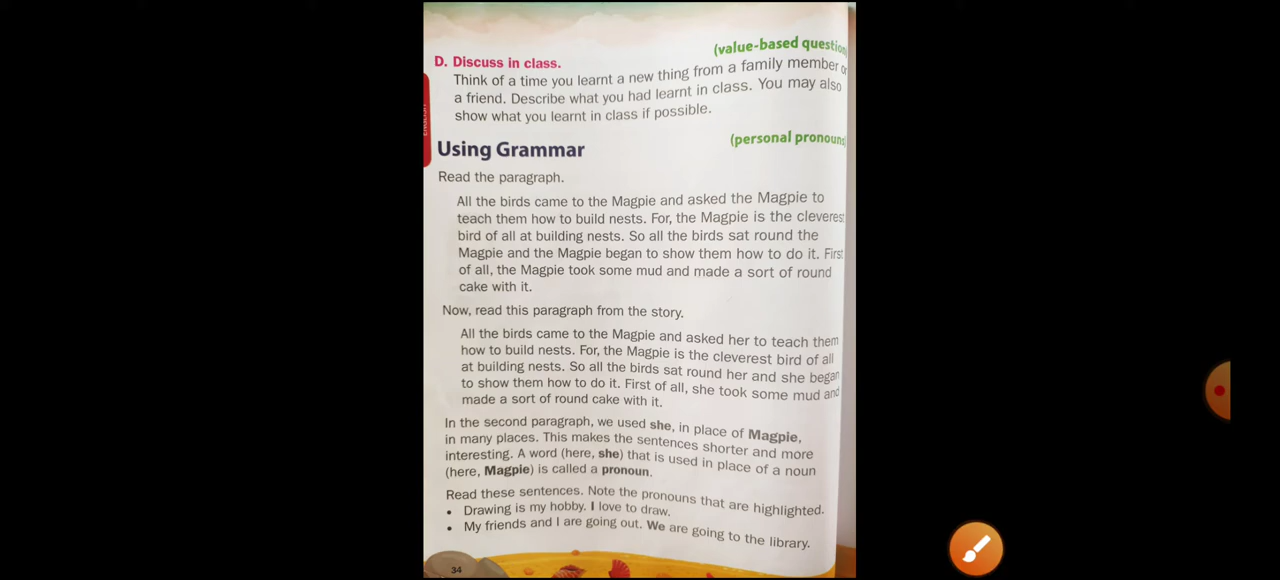 (value-based question
D. Discuss in class.
Think of a time you learnt a new thing from a family member or
a friend. Describe what you had learnt in class. You may also
show what you learnt in class if possible.
(personal pronouns)
Using Grammar
Read the paragraph.
All the birds came to the Magpie and asked the Magpie to
teach them how to build nests. For, the Magpie is the cleverest
bird of all at building nests. So all the birds sat round the
Magpie and the Magpie began to show them how to do it. First
of all, the Magpie took some mud and made a sort of round
cake with it.
Now, read this paragraph from the story.
All the birds came to the Magpie and asked her to teach them
how to build nests. For, the Magpie is the cleverest bird of all
at building nests. So all the birds sat round her and she began
to show them how to do it. First of all, she took some mud and
made a sort of round cake with it.
In the second paragraph, we used she, in place of Magpie,
in many places. This makes the sentences shorter and more
interesting. A word (here, she) that is used in place of a noun
(here, Magpie) is called a pronoun.
Read these sentences. Note the pronouns that are highlighted.
• Drawing is my hobby. I love to draw.
• My friends and I are going out. We are going to the library.
34